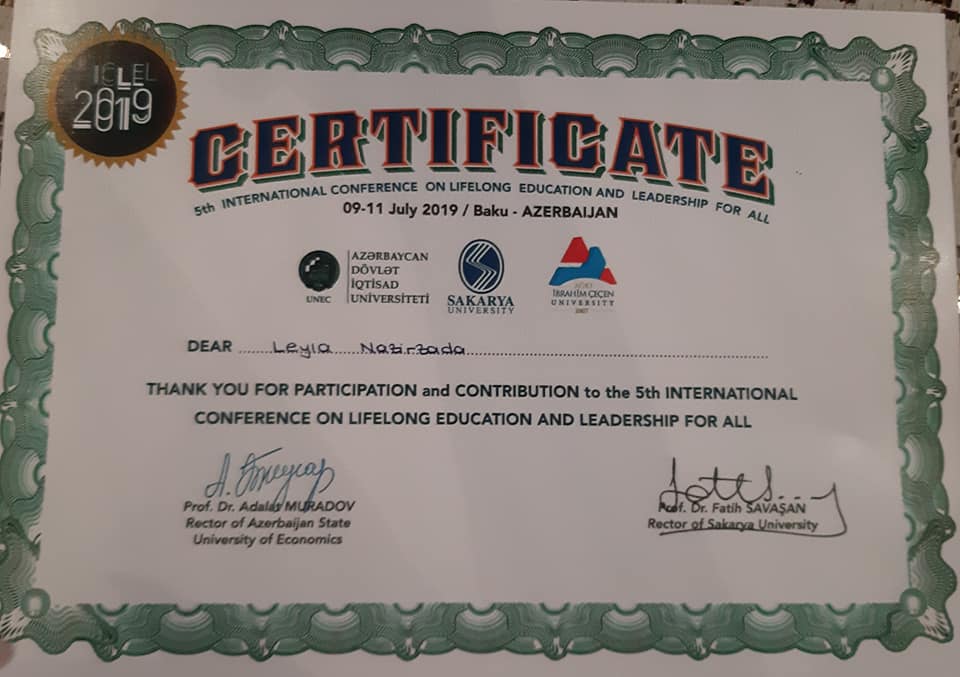 ICLEL
2019
CERTIFICATE
5th INTERNATIONAL CONFERENCE ON LIFELONG EDUCATION AND LEADERSHIP FOR ALL
09-11 July 2019 / Baku - AZERBAIJAN
UNEC
AZƏRBAYCAN
DÖVLƏT
İQTİSAD
UNİVERSİTETİ
SAKARYA
UNIVERSITY
AĞRI
İBRAHİM ÇEÇEN
UNIVERSITY
2007
DEAR ......Leyla Nazirzada......
THANK YOU FOR PARTICIPATION and CONTRIBUTION to the 5th INTERNATIONAL
CONFERENCE ON LIFELONG EDUCATION AND LEADERSHIP FOR ALL
Prof. Dr. Adalat MURADOV
Rector of Azerbaijan State
University of Economics
Prof. Dr. Fatih SAVAŞAN
Rector of Sakarya University